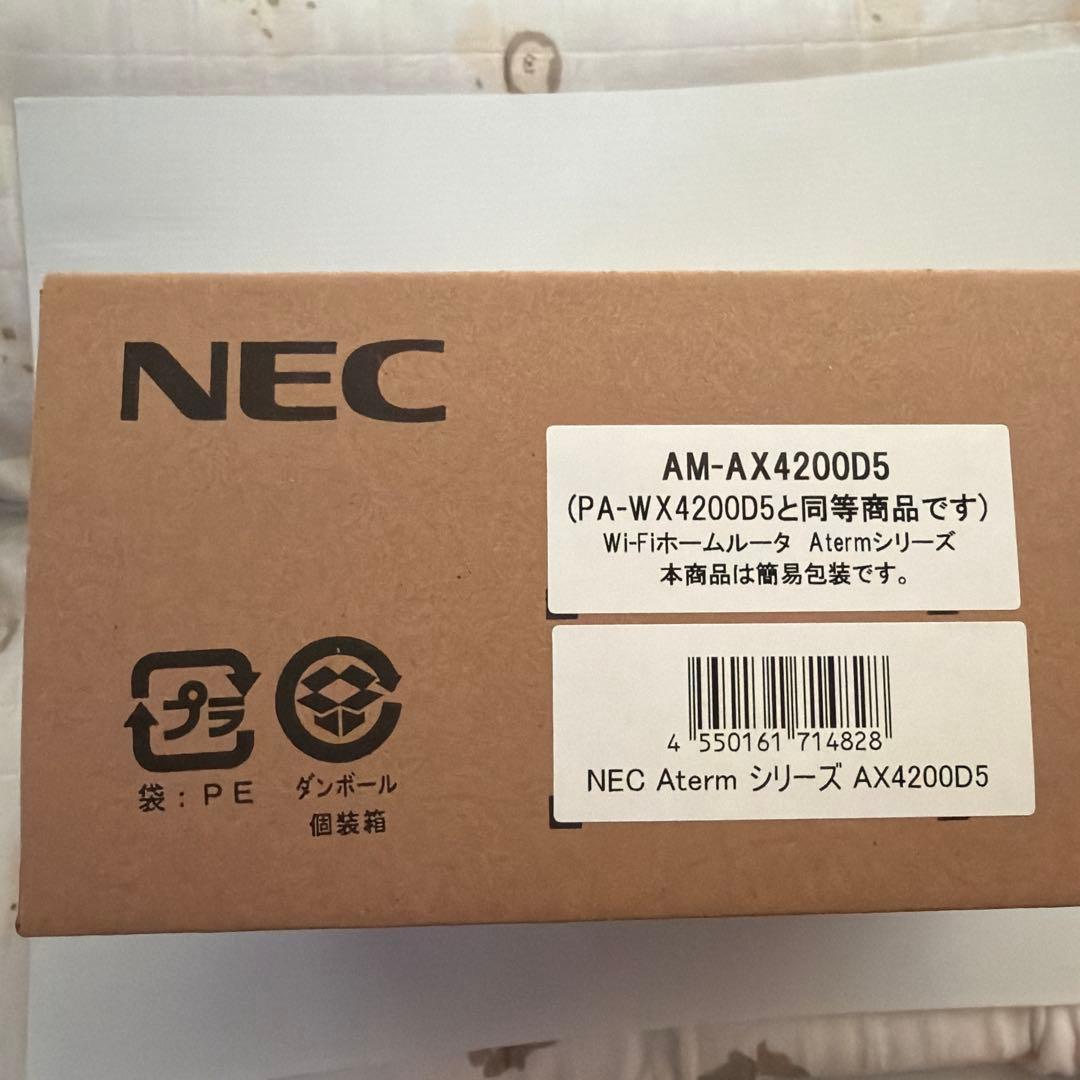 NEC
AM-AX4200D5
(PA-WX4200D5と同等商品です)
Wi-Fiホームルータ Atermシリーズ
本商品は簡易包装です。
4 550161 714828
NEC Aterm シリーズ AX4200D5
プラ
袋：PE
ダンボール
個装箱